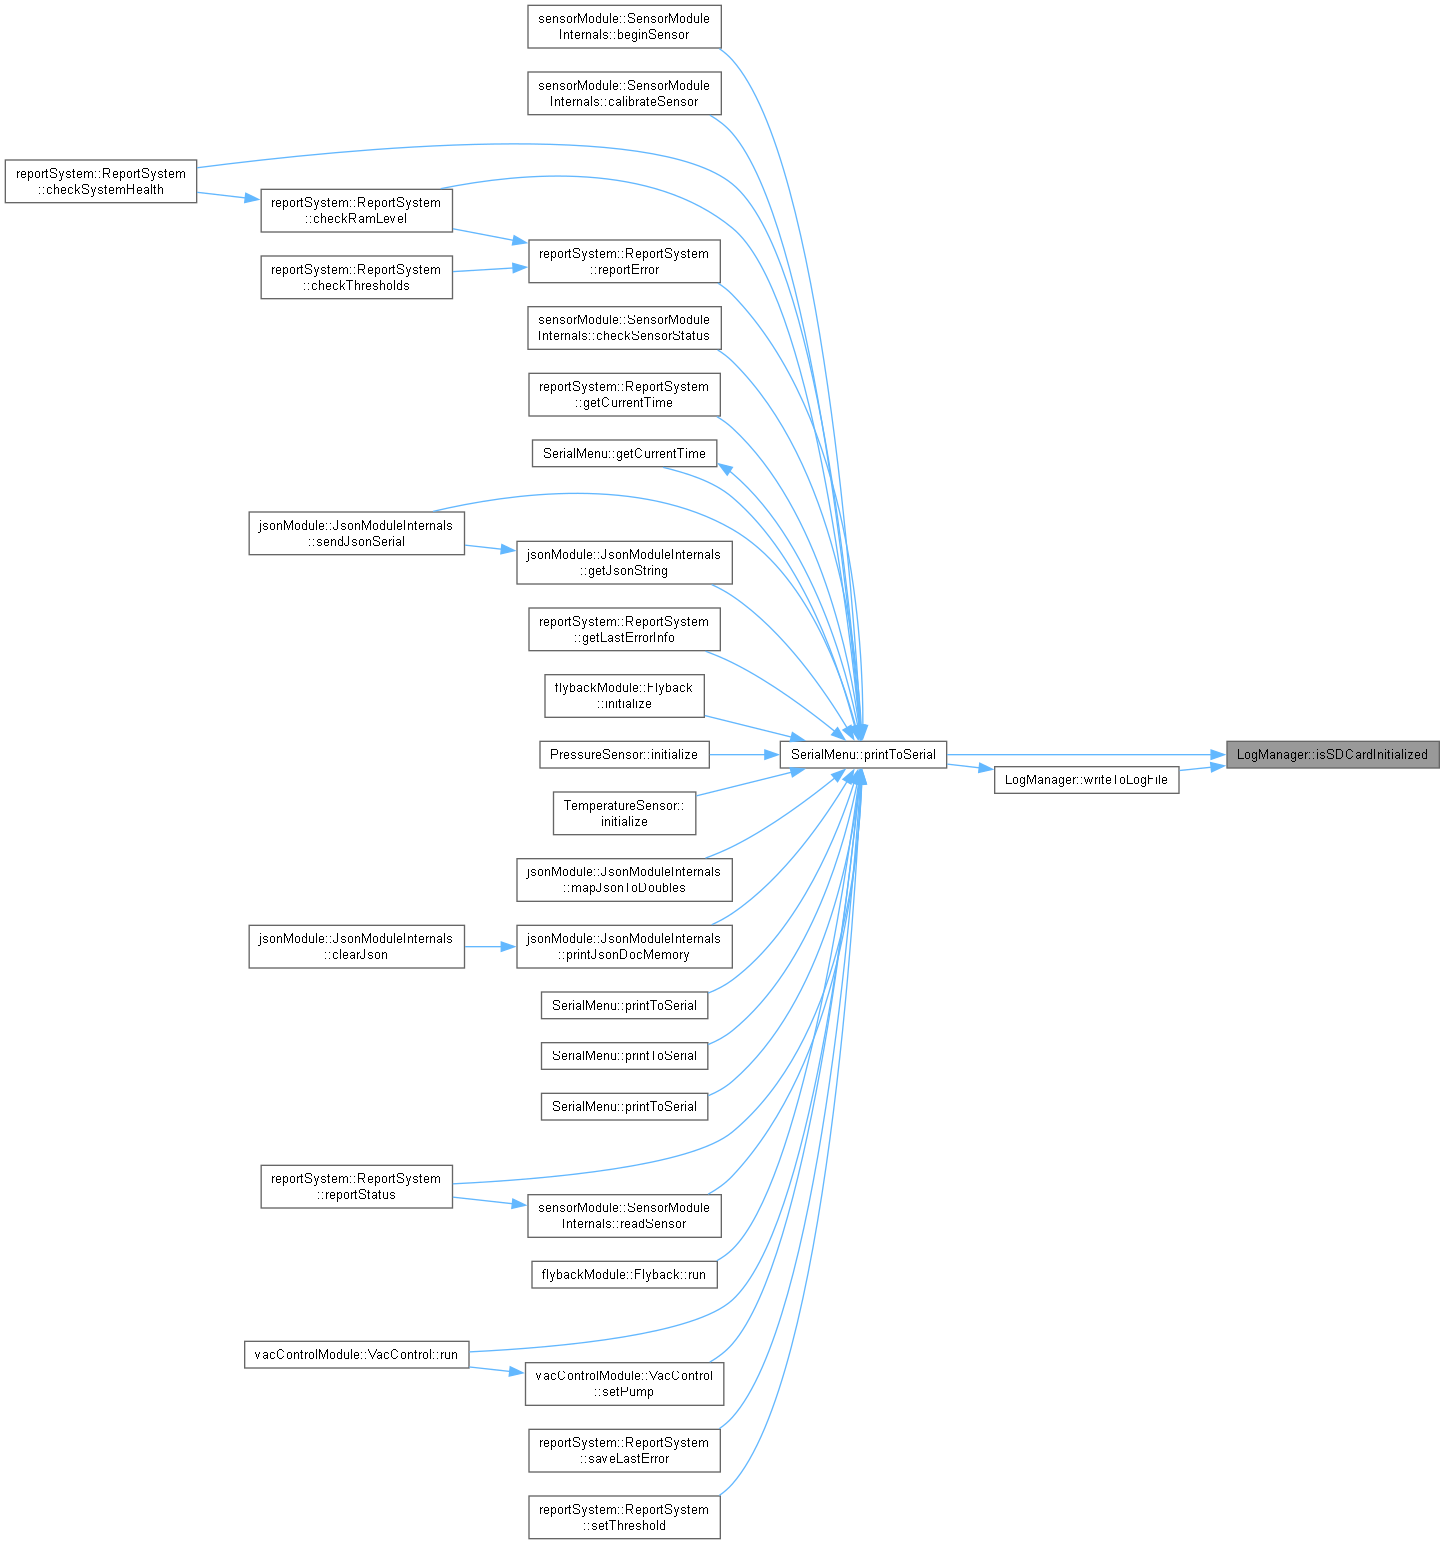 sensorModule::SensorModule
Internals::beginSensor
sensorModule::SensorModule
Internals::calibrateSensor
reportSystem::ReportSystem
::checkSystemHealth
reportSystem::ReportSystem
::checkRamLevel
reportSystem::ReportSystem
::reportError
reportSystem::ReportSystem
::checkThresholds
sensorModule::SensorModule
Internals::checkSensorStatus
reportSystem::ReportSystem
::getCurrentTime
SerialMenu::getCurrentTime
jsonModule::JsonModuleInternals
::sendJsonSerial
jsonModule::JsonModuleInternals
::getJsonString
reportSystem::ReportSystem
::getLastErrorInfo
flybackModule::Flyback
::initialize
PressureSensor::initialize
SerialMenu::printToSerial
LogManager::isSDCardInitialized
LogManager::writeToLogFile
TemperatureSensor::
initialize
jsonModule::JsonModuleInternals
::mapJsonToDoubles
jsonModule::JsonModuleInternals
::clearJson
jsonModule::JsonModuleInternals
::printJsonDocMemory
SerialMenu::printToSerial
SerialMenu::printToSerial
SerialMenu::printToSerial
reportSystem::ReportSystem
::reportStatus
sensorModule::SensorModule
Internals::readSensor
flybackModule::Flyback::run
vacControlModule::VacControl::run
vacControlModule::VacControl
::setPump
reportSystem::ReportSystem
::saveLastError
reportSystem::ReportSystem
::setThreshold